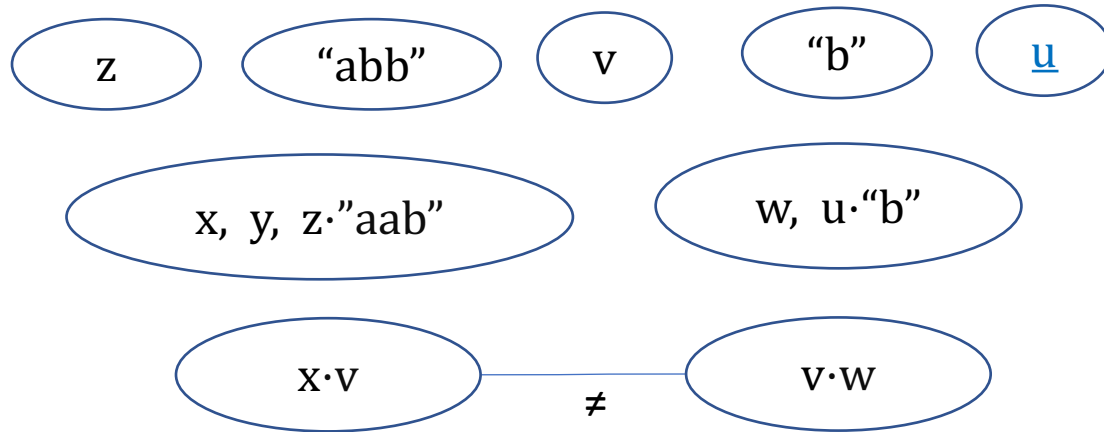 z “abb” v “b” u
x, y, z·”aab” w, u·“b”
x·v v·w
≠